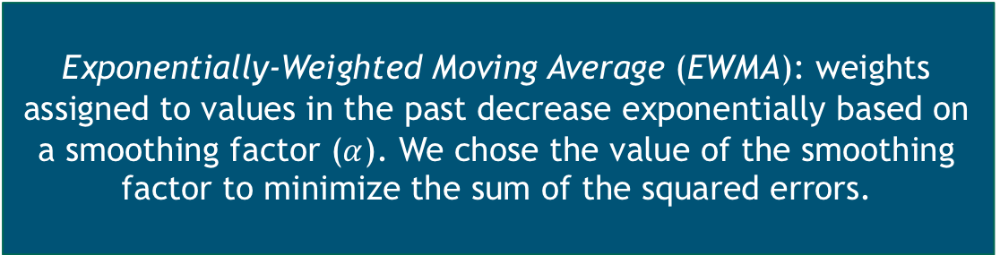 Exponentially-Weighted Moving Average (EWMA): weights
assigned to values in the past decrease exponentially based on
a smoothing factor (α). We chose the value of the smoothing
factor to minimize the sum of the squared errors.